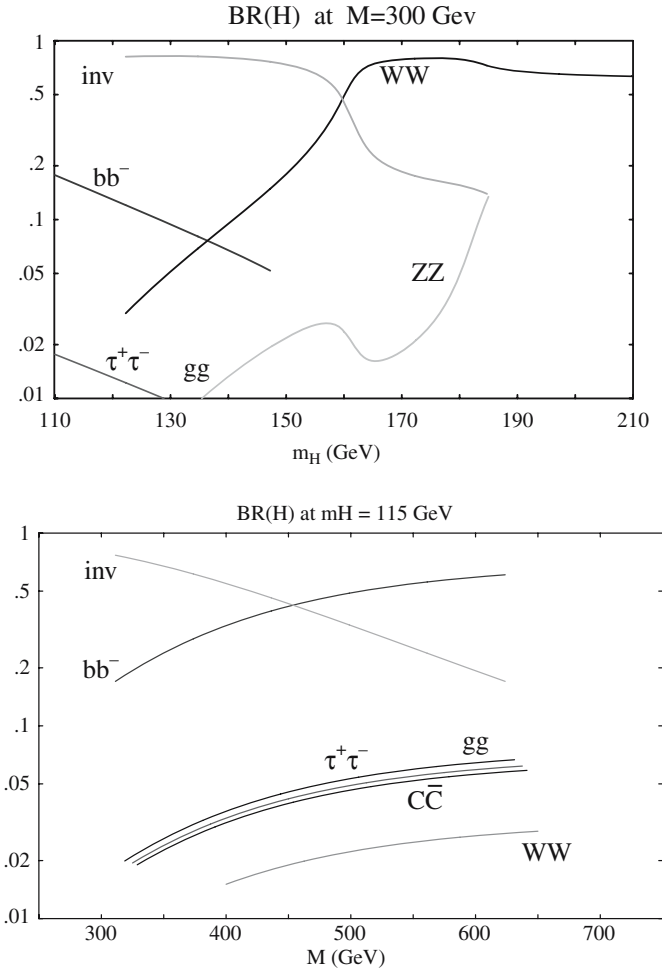 BR(H) at M=300 Gev
1
inv
WW
.5
.2
bb⁻
.1
.05
ZZ
.02
τ⁺τ⁻
gg
.01
110 130 150 170 190 210
m_H (GeV)
BR(H) at mH = 115 GeV
1
inv
.5
.2
bb⁻
.1
τ⁺τ⁻ gg
.05
CC̅
.02
WW
.01
300 400 500 600 700
M (GeV)